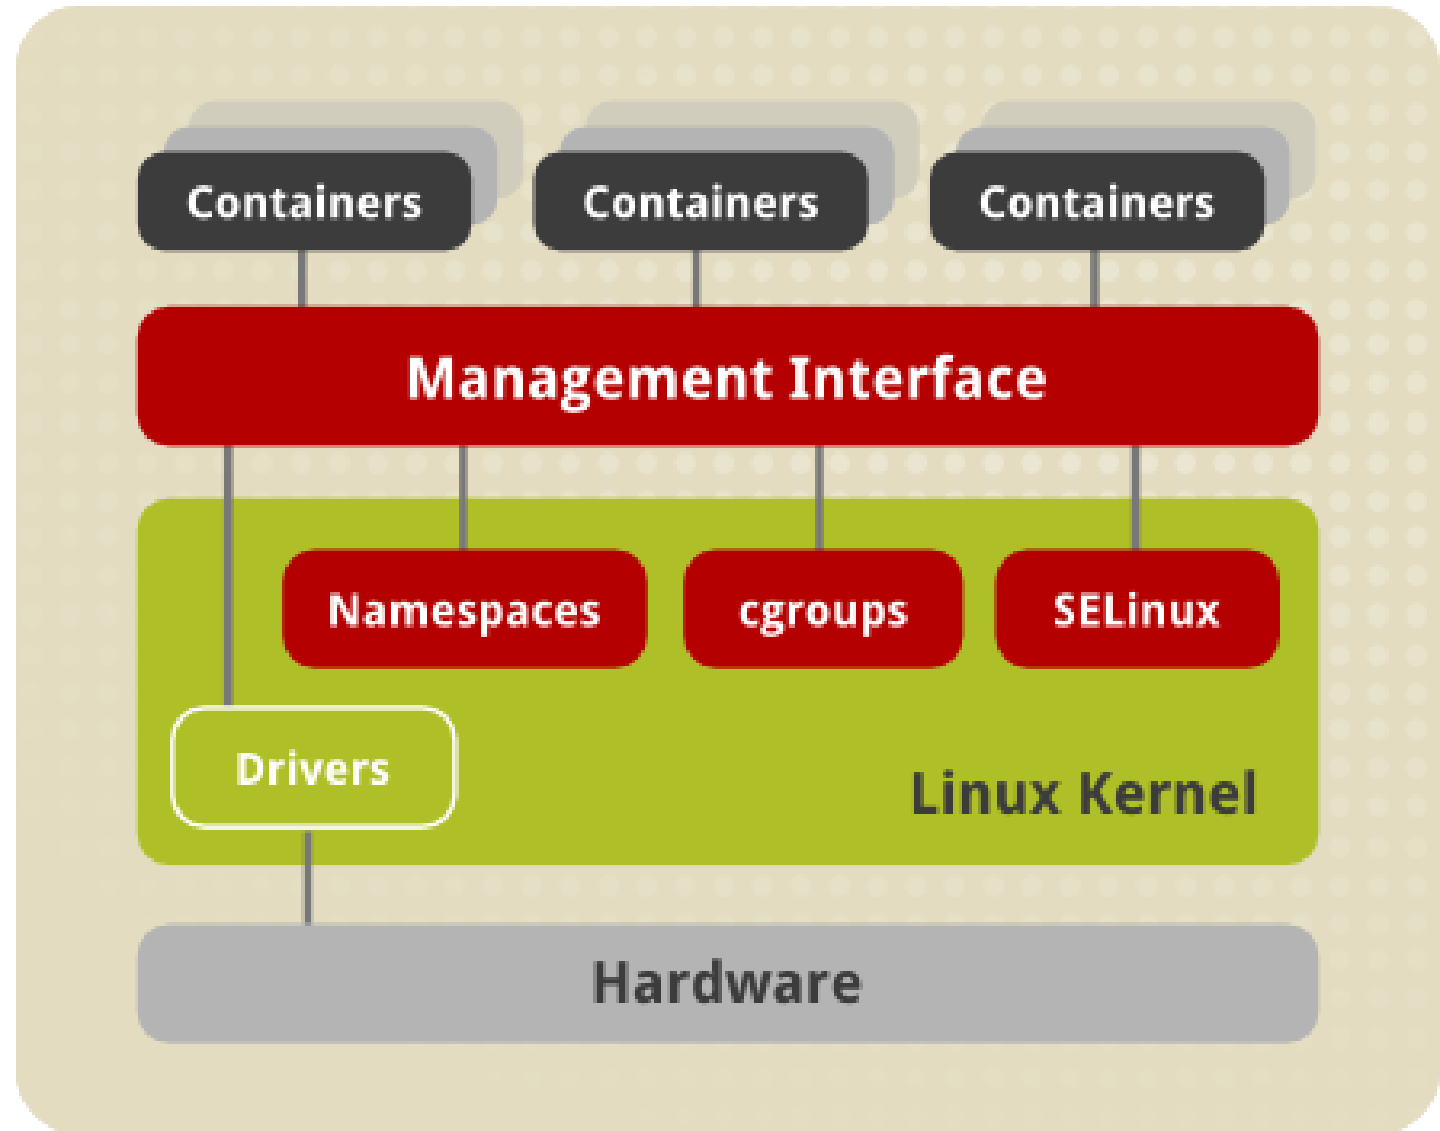 Containers
Containers
Containers
Management Interface
Namespaces
cgroups
SELinux
Drivers
Linux Kernel
Hardware